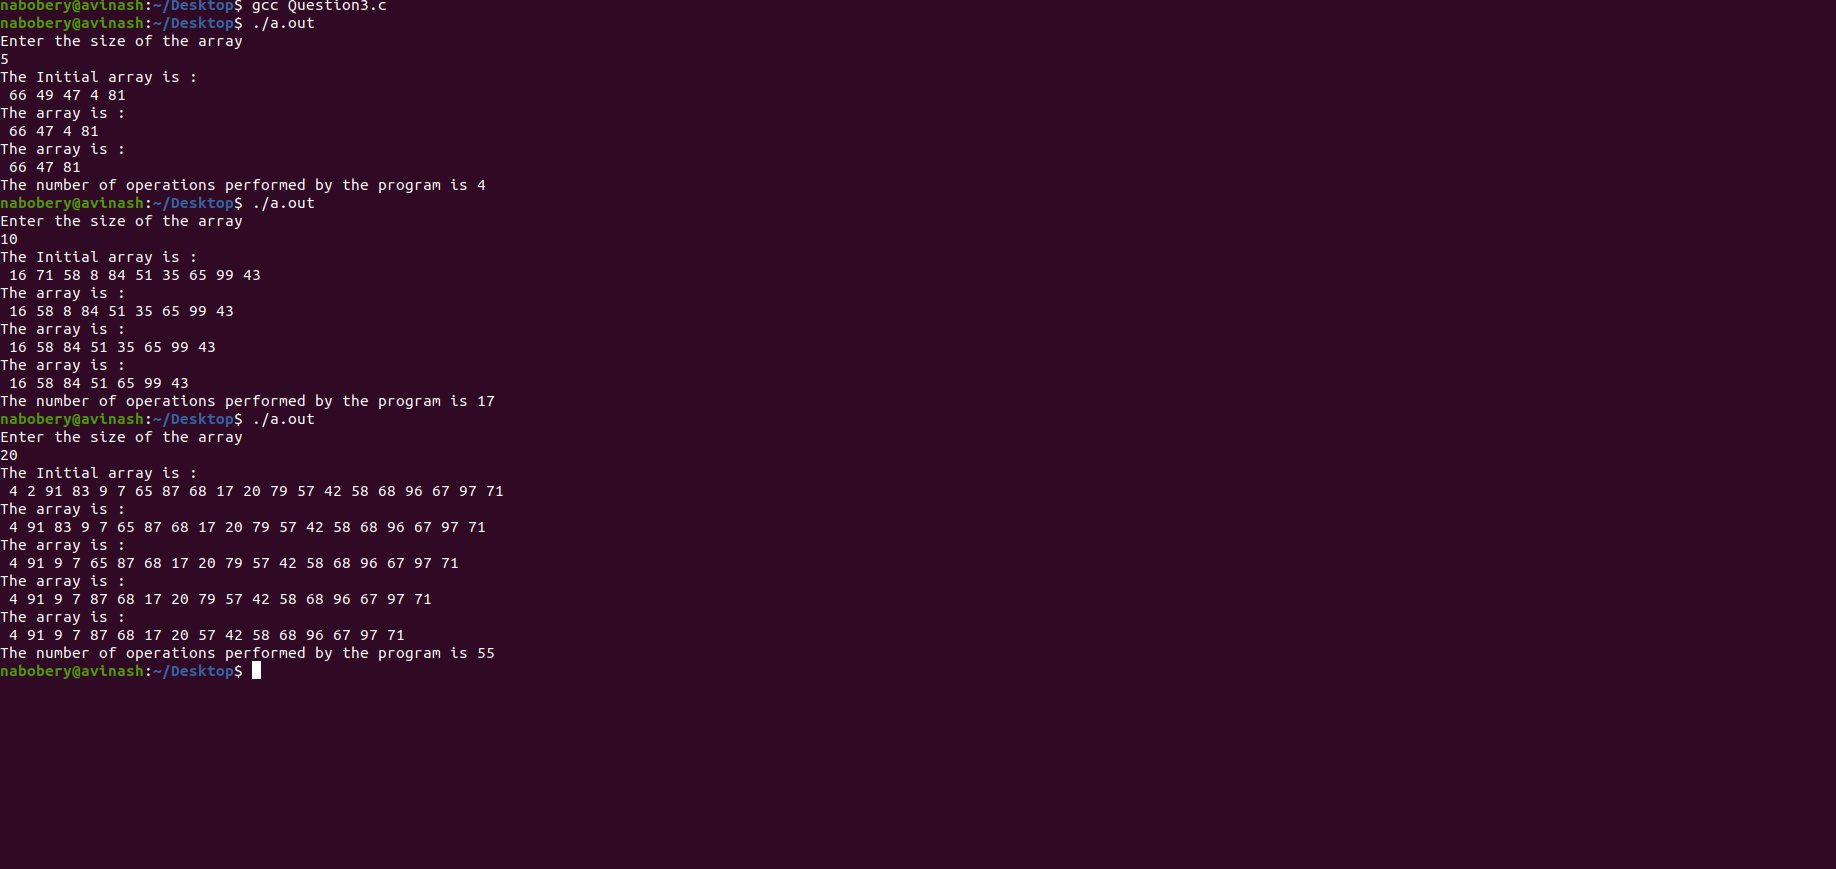 nabobery@avinash:~/Desktop$ gcc Question3.c
nabobery@avinash:~/Desktop$ ./a.out
Enter the size of the array
5
The Initial array is :
 66 49 47 4 81
The array is :
 66 47 4 81
The array is :
 66 47 81
The number of operations performed by the program is 4
nabobery@avinash:~/Desktop$ ./a.out
Enter the size of the array
10
The Initial array is :
 16 71 58 8 84 51 35 65 99 43
The array is :
 16 58 8 84 51 35 65 99 43
The array is :
 16 58 84 51 35 65 99 43
The array is :
 16 58 84 51 65 99 43
The number of operations performed by the program is 17
nabobery@avinash:~/Desktop$ ./a.out
Enter the size of the array
20
The Initial array is :
 4 2 91 83 9 7 65 87 68 17 20 79 57 42 58 68 96 67 97 71
The array is :
 4 91 83 9 7 65 87 68 17 20 79 57 42 58 68 96 67 97 71
The array is :
 4 91 9 7 65 87 68 17 20 79 57 42 58 68 96 67 97 71
The array is :
 4 91 9 7 87 68 17 20 79 57 42 58 68 96 67 97 71
The array is :
 4 91 9 7 87 68 17 20 57 42 58 68 96 67 97 71
The number of operations performed by the program is 55
nabobery@avinash:~/Desktop$